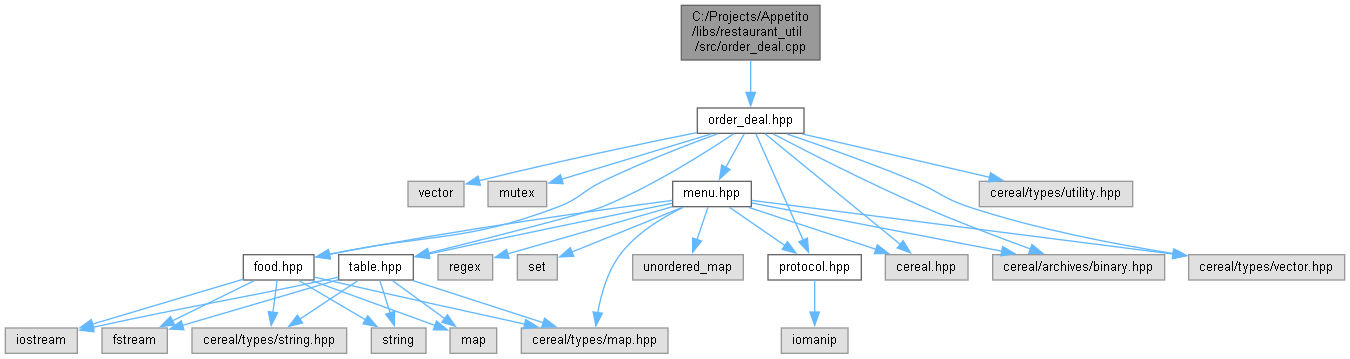 C:/Projects/Appetito
/libs/restaurant_util
/src/order_deal.cpp
order_deal.hpp
vector
mutex
menu.hpp
cereal/types/utility.hpp
food.hpp
table.hpp
regex
set
unordered_map
protocol.hpp
cereal.hpp
cereal/archives/binary.hpp
cereal/types/vector.hpp
iostream
fstream
cereal/types/string.hpp
string
map
cereal/types/map.hpp
iomanip